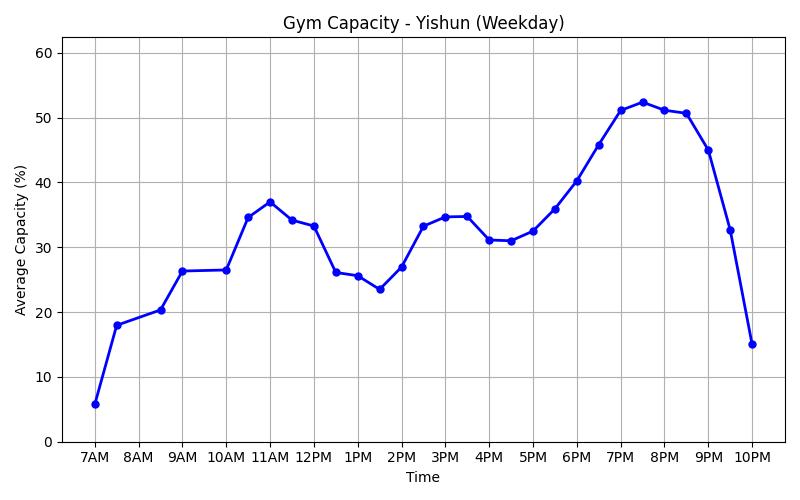 Gym Capacity - Yishun (Weekday)
Average Capacity (%)
60
50
40
30
20
10
0
7AM 8AM 9AM 10AM 11AM 12PM 1PM 2PM 3PM 4PM 5PM 6PM 7PM 8PM 9PM 10PM
Time